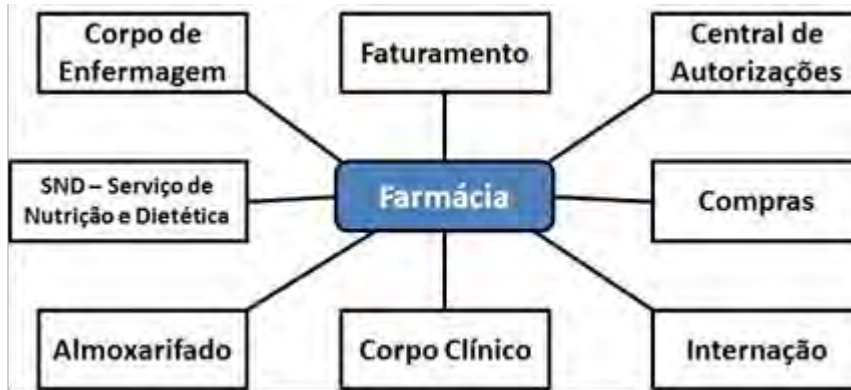 Corpo de
Enfermagem
Faturamento
Central de
Autorizações
SND – Serviço de
Nutrição e Dietética
Farmácia
Compras
Almoxarifado
Corpo Clínico
Internação